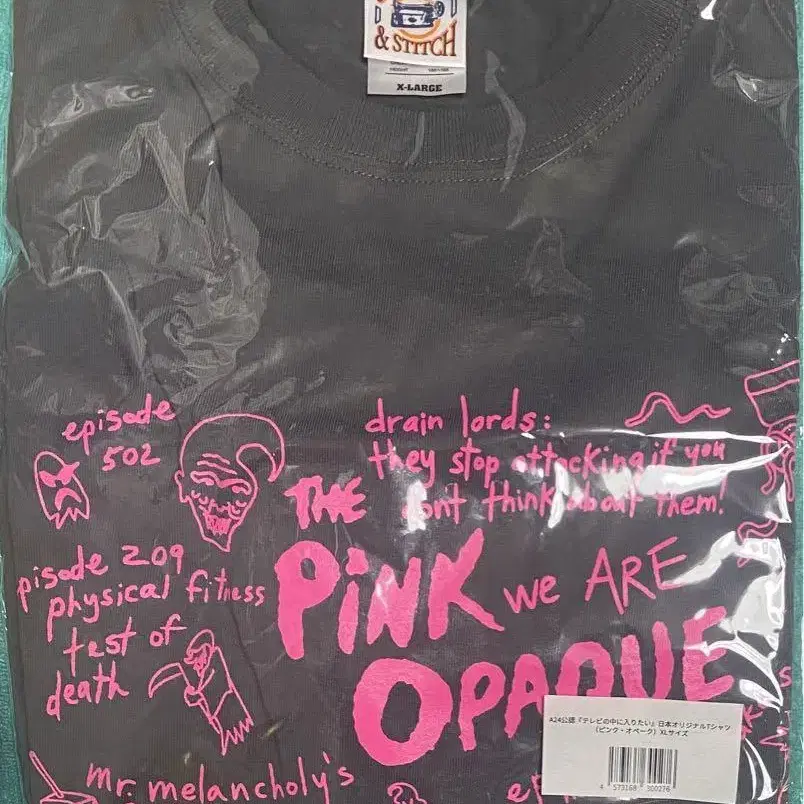 & STITCH
X-LARGE
episode
502
drain lords:
they stop attacking if you
dont think about them!
THE
PiNK
we ARE
OPAQUE
pisode 209
physical fitness
test of
death
mr. melancholy's
A24公認『テレビの中に入りたい』日本オリジナルTシャツ
(ピンク・オペーク) XLサイズ
4 573168 300276